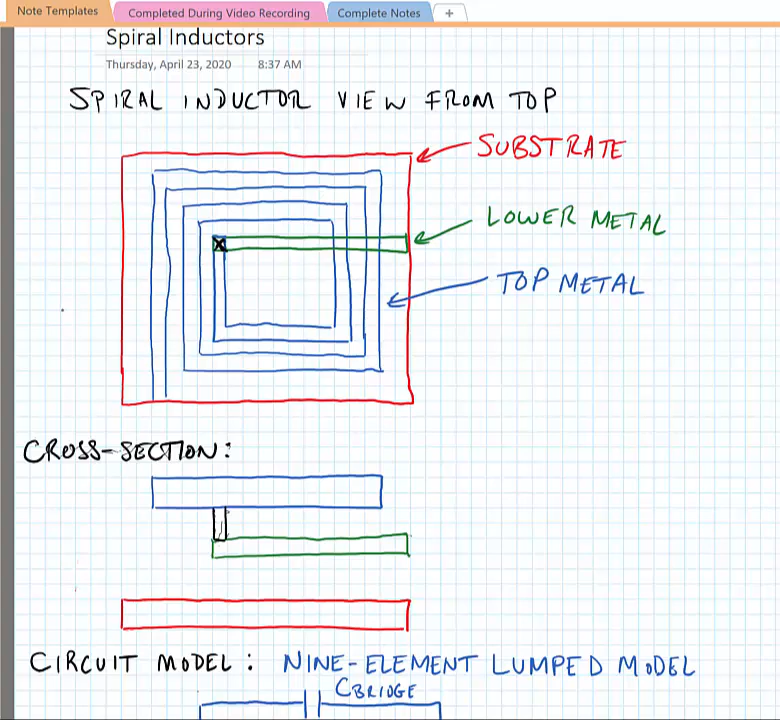 Note Templates
Completed During Video Recording
Complete Notes
+
Spiral Inductors
Thursday, April 23, 2020 8:37 AM
SPIRAL INDUCTOR VIEW FROM TOP
SUBSTRATE
LOWER METAL
TOP METAL
X
CROSS-SECTION:
CIRCUIT MODEL: NINE-ELEMENT LUMPED MODEL
CBRIDGE